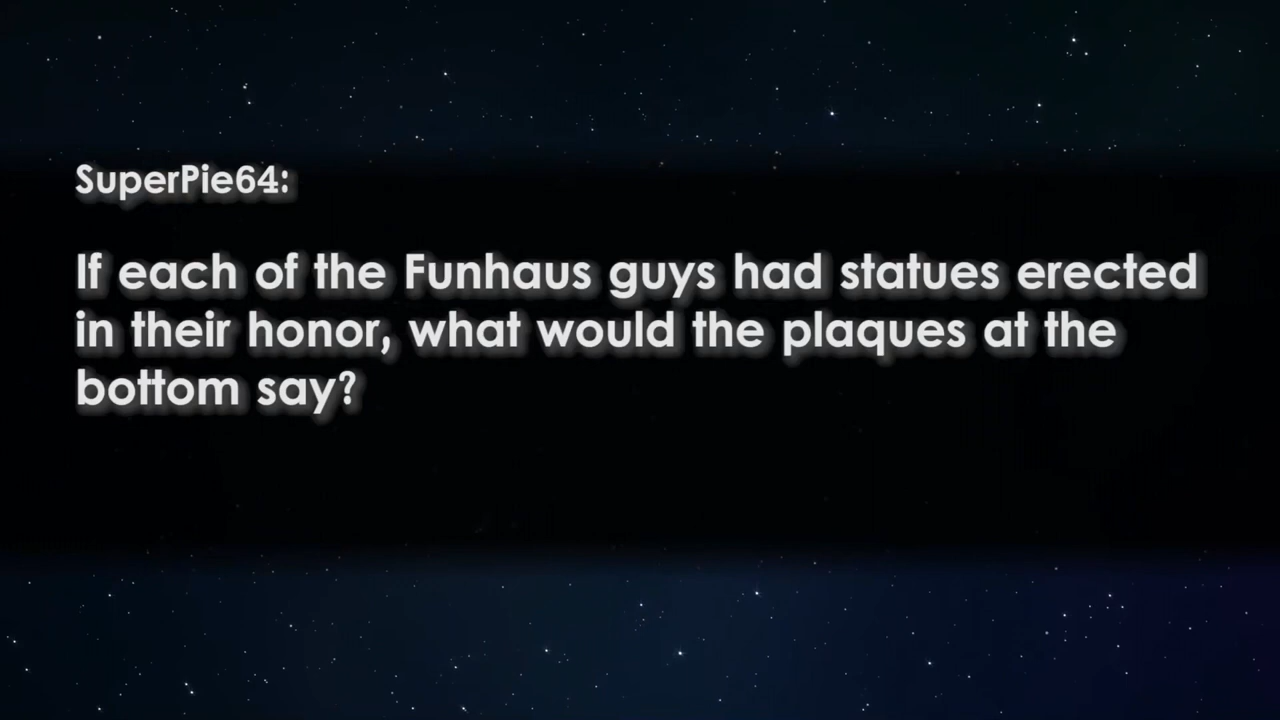 SuperPie64:
If each of the Funhaus guys had statues erected
in their honor, what would the plaques at the
bottom say?